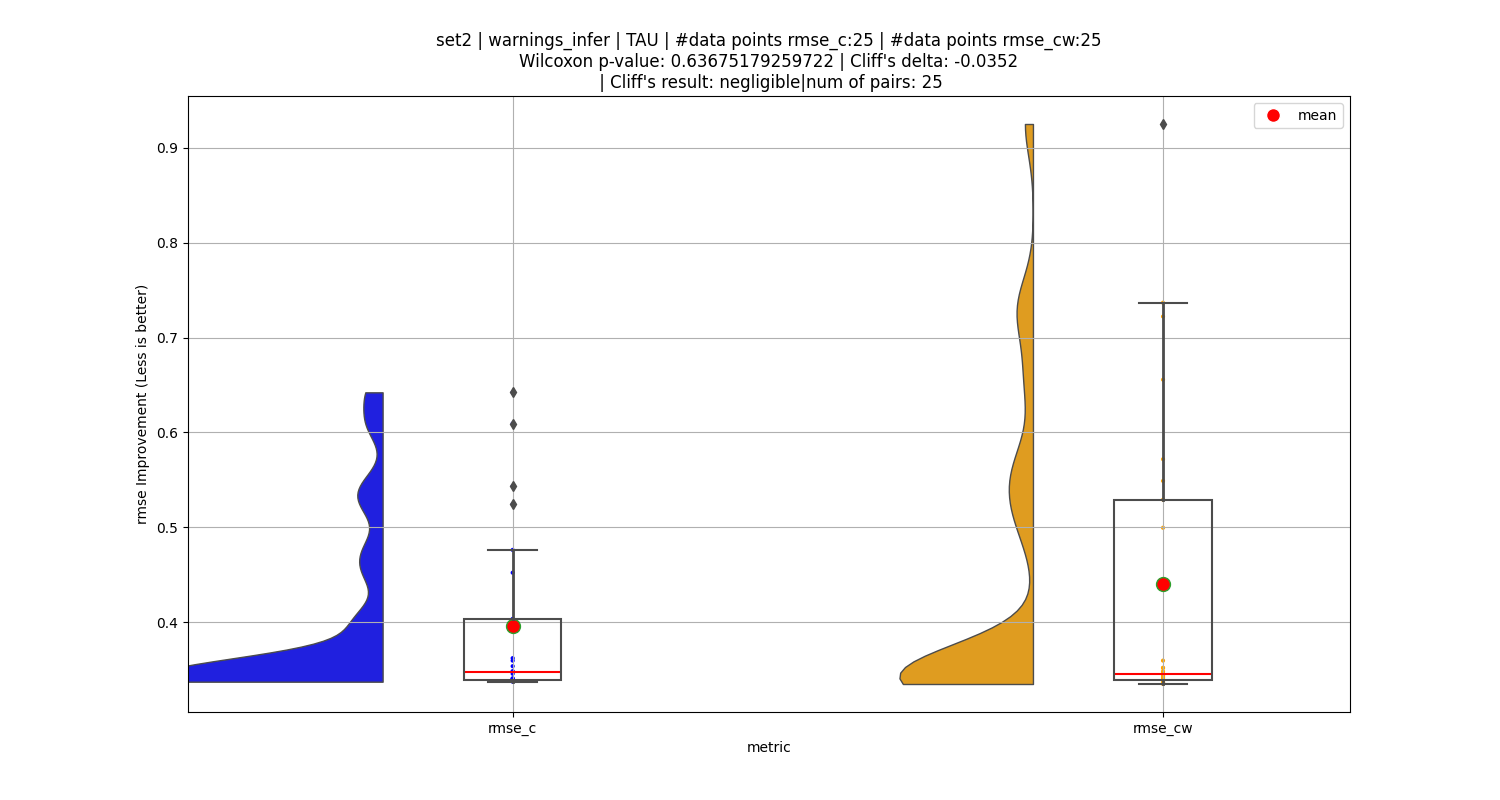 set2 | warnings_infer | TAU | #data points rmse_c:25 | #data points rmse_cw:25
Wilcoxon p-value: 0.63675179259722 | Cliff's delta: -0.0352
| Cliff's result: negligible|num of pairs: 25
mean
0.9
0.8
0.7
0.6
0.5
0.4
rmse Improvement (Less is better)
rmse_c
rmse_cw
metric